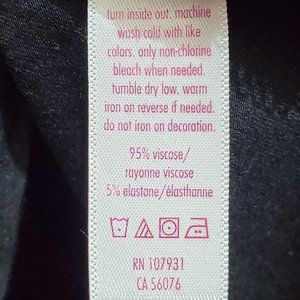 turn inside out. machine
wash cold with like
colors. only non-chlorine
bleach when needed.
tumble dry low. warm
iron on reverse if needed.
do not iron on decoration.
95% viscose/
rayonne viscose
5% elastane/élasthanne
RN 107931
CA 56076